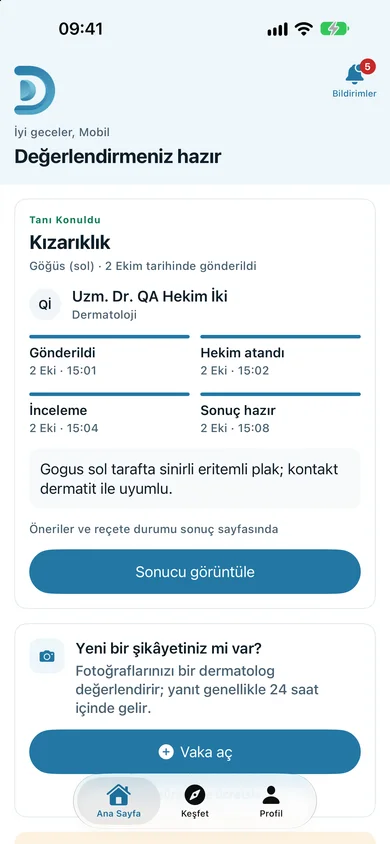 09:41
5
Bildirimler
İyi geceler, Mobil
Değerlendirmeniz hazır
Tanı Konuldu
Kızarıklık
Göğüs (sol) · 2 Ekim tarihinde gönderildi
Qİ
Uzm. Dr. QA Hekim İki
Dermatoloji
Gönderildi
2 Eki · 15:01
Hekim atandı
2 Eki · 15:02
İnceleme
2 Eki · 15:04
Sonuç hazır
2 Eki · 15:08
Gogus sol tarafta sinirli eritemli plak; kontakt
dermatit ile uyumlu.
Öneriler ve reçete durumu sonuç sayfasında
Sonucu görüntüle
Yeni bir şikâyetiniz mi var?
Fotoğraflarınızı bir dermatolog
değerlendirir; yanıt genellikle 24 saat
içinde gelir.
Vaka aç
Ana Sayfa
Keşfet
Profil